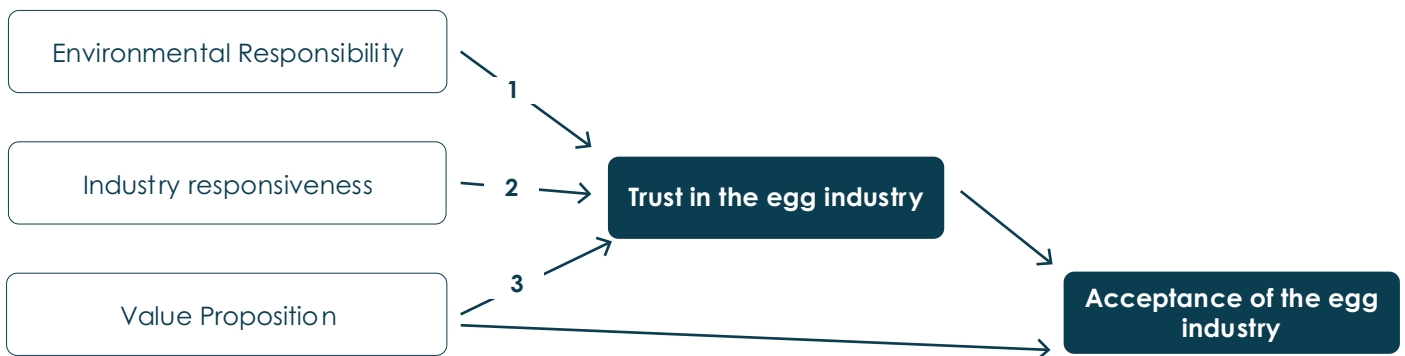 Environmental Responsibility
1
Industry responsiveness
2
Trust in the egg industry
3
Value Proposition
Acceptance of the egg
industry